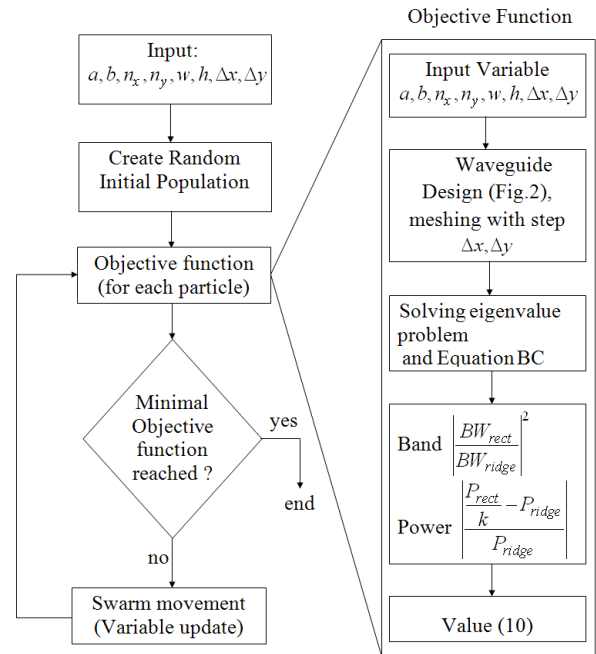 Objective Function
Input:
a, b, n_x, n_y, w, h, Δx, Δy
Create Random
Initial Population
Objective function
(for each particle)
Minimal
Objective
function
reached ?
yes
end
no
Swarm movement
(Variable update)
Input Variable
a, b, n_x, n_y, w, h, Δx, Δy
Waveguide
Design (Fig.2),
meshing with step
Δx, Δy
Solving eigenvalue
problem
and Equation BC
Band |BW_rect / BW_ridge|^2
Power |(P_rect / k − P_ridge) / P_ridge|
Value (10)